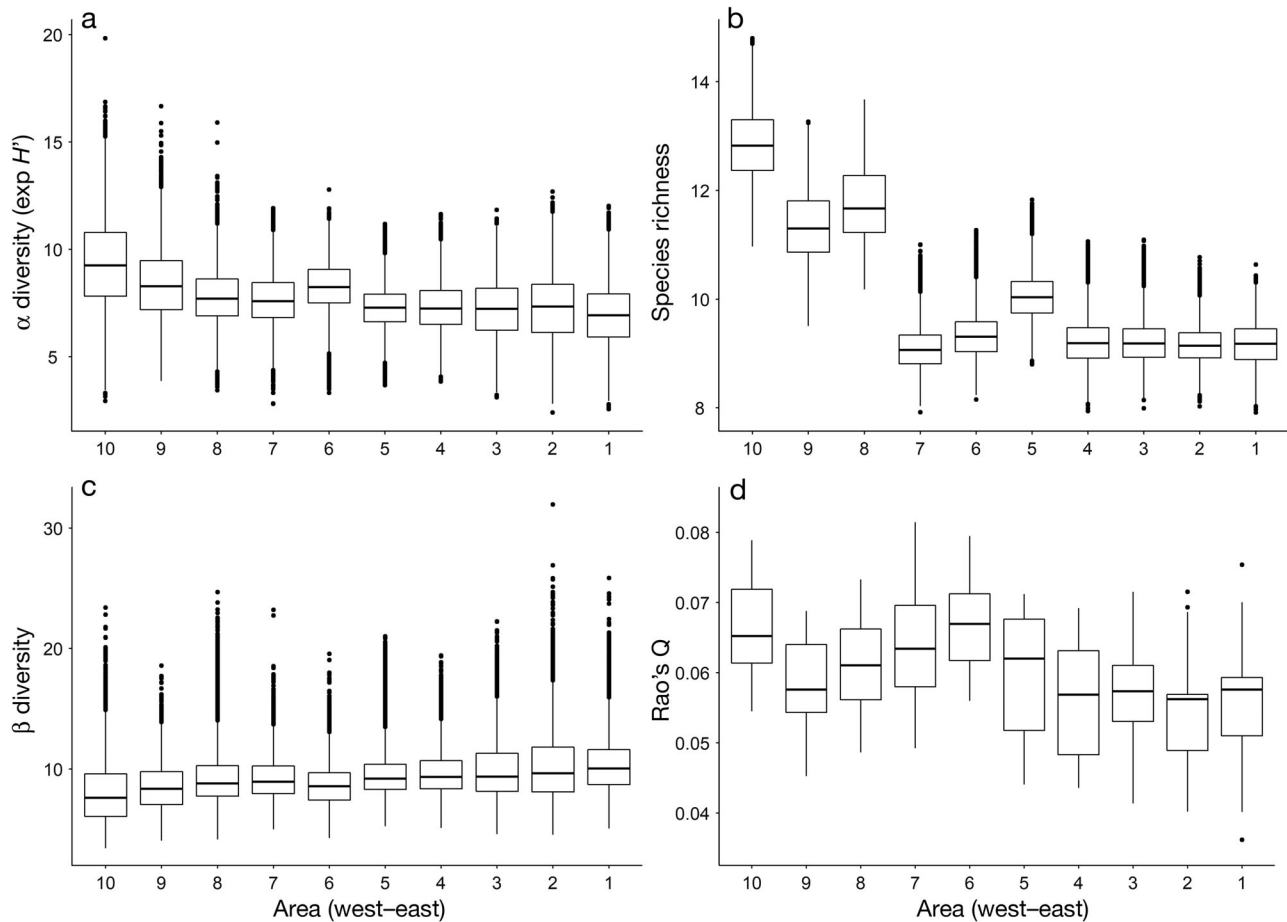 a
20
15
10
5
α diversity (exp H')
10 9 8 7 6 5 4 3 2 1
b
14
12
10
8
Species richness
10 9 8 7 6 5 4 3 2 1
c
30
20
10
β diversity
10 9 8 7 6 5 4 3 2 1
Area (west–east)
d
0.08
0.07
0.06
0.05
0.04
Rao's Q
10 9 8 7 6 5 4 3 2 1
Area (west–east)